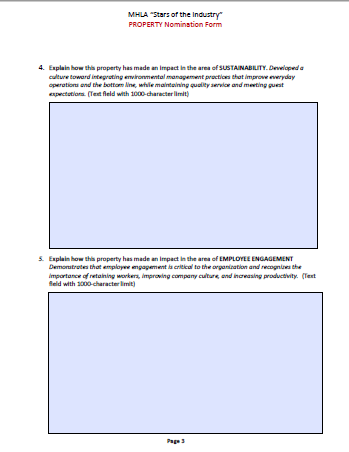 MHLA “Stars of the Industry”
PROPERTY Nomination Form
4. Explain how this property has made an impact in the area of SUSTAINABILITY. Developed a
culture toward integrating environmental management practices that improve everyday
operations and the bottom line, while maintaining quality service and meeting guest
expectations. (Text field with 1000-character limit)
5. Explain how this property has made an impact in the area of EMPLOYEE ENGAGEMENT
Demonstrates that employee engagement is critical to the organization and recognizes the
importance of retaining workers, improving company culture, and increasing productivity. (Text
field with 1000-character limit)
Page 3